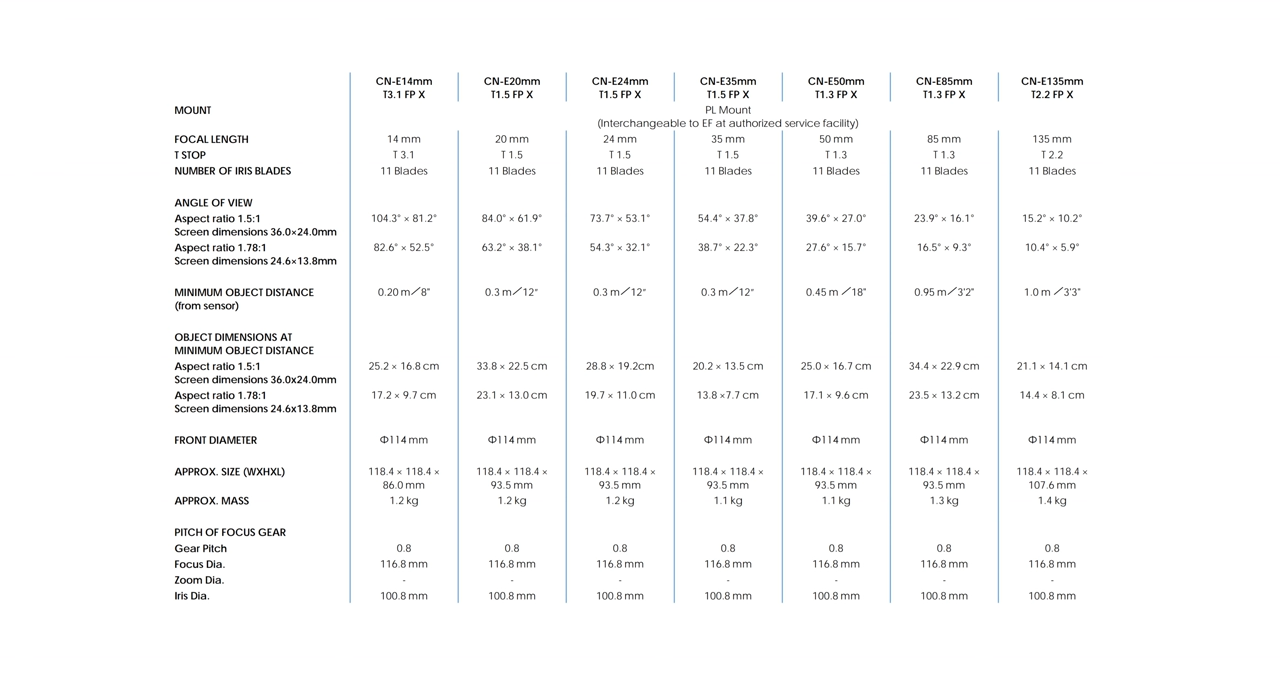 CN-E14mm CN-E20mm CN-E24mm CN-E35mm CN-E50mm CN-E85mm CN-E135mm
T3.1 FP X T1.5 FP X T1.5 FP X T1.5 FP X T1.3 FP X T1.3 FP X T2.2 FP X
MOUNT PL Mount
(Interchangeable to EF at authorized service facility)
FOCAL LENGTH 14 mm 20 mm 24 mm 35 mm 50 mm 85 mm 135 mm
T STOP T 3.1 T 1.5 T 1.5 T 1.5 T 1.3 T 1.3 T 2.2
NUMBER OF IRIS BLADES 11 Blades 11 Blades 11 Blades 11 Blades 11 Blades 11 Blades 11 Blades
ANGLE OF VIEW
Aspect ratio 1.5:1 104.3° × 81.2° 84.0° × 61.9° 73.7° × 53.1° 54.4° × 37.8° 39.6° × 27.0° 23.9° × 16.1° 15.2° × 10.2°
Screen dimensions 36.0×24.0mm
Aspect ratio 1.78:1 82.6° × 52.5° 63.2° × 38.1° 54.3° × 32.1° 38.7° × 22.3° 27.6° × 15.7° 16.5° × 9.3° 10.4° × 5.9°
Screen dimensions 24.6×13.8mm
MINIMUM OBJECT DISTANCE 0.20 m／8" 0.3 m／12" 0.3 m／12" 0.3 m／12" 0.45 m ／18" 0.95 m／3'2" 1.0 m ／3'3"
(from sensor)
OBJECT DIMENSIONS AT
MINIMUM OBJECT DISTANCE
Aspect ratio 1.5:1 25.2 × 16.8 cm 33.8 × 22.5 cm 28.8 × 19.2cm 20.2 × 13.5 cm 25.0 × 16.7 cm 34.4 × 22.9 cm 21.1 × 14.1 cm
Screen dimensions 36.0x24.0mm
Aspect ratio 1.78:1 17.2 × 9.7 cm 23.1 × 13.0 cm 19.7 × 11.0 cm 13.8 ×7.7 cm 17.1 × 9.6 cm 23.5 × 13.2 cm 14.4 × 8.1 cm
Screen dimensions 24.6x13.8mm
FRONT DIAMETER Φ114 mm Φ114 mm Φ114 mm Φ114 mm Φ114 mm Φ114 mm Φ114 mm
APPROX. SIZE (WXHXL) 118.4 × 118.4 × 118.4 × 118.4 × 118.4 × 118.4 × 118.4 × 118.4 × 118.4 × 118.4 × 118.4 × 118.4 × 118.4 × 118.4 ×
86.0 mm 93.5 mm 93.5 mm 93.5 mm 93.5 mm 93.5 mm 107.6 mm
APPROX. MASS 1.2 kg 1.2 kg 1.2 kg 1.1 kg 1.1 kg 1.3 kg 1.4 kg
PITCH OF FOCUS GEAR
Gear Pitch 0.8 0.8 0.8 0.8 0.8 0.8 0.8
Focus Dia. 116.8 mm 116.8 mm 116.8 mm 116.8 mm 116.8 mm 116.8 mm 116.8 mm
Zoom Dia. - - - - - - -
Iris Dia. 100.8 mm 100.8 mm 100.8 mm 100.8 mm 100.8 mm 100.8 mm 100.8 mm